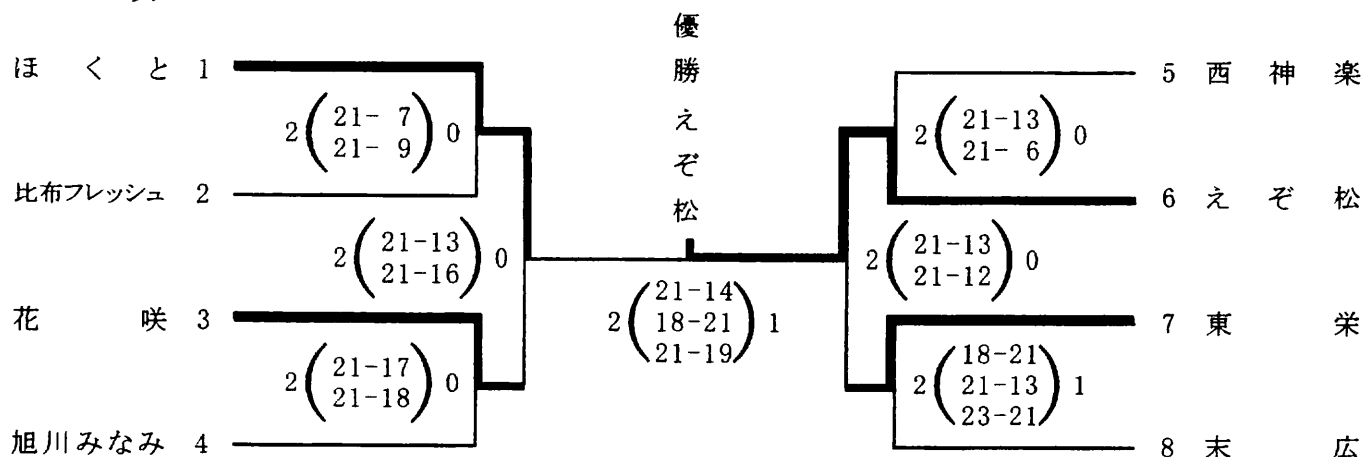 優勝えぞ松
ほくと 1
2 (21- 7 21- 9) 0
比布フレッシュ 2
2 (21-13 21-16) 0
花咲 3
2 (21-17 21-18) 0
旭川みなみ 4
2 (21-14 18-21 21-19) 1
5 西神楽
2 (21-13 21- 6) 0
6 えぞ松
2 (21-13 21-12) 0
7 東栄
2 (18-21 21-13 23-21) 1
8 末広